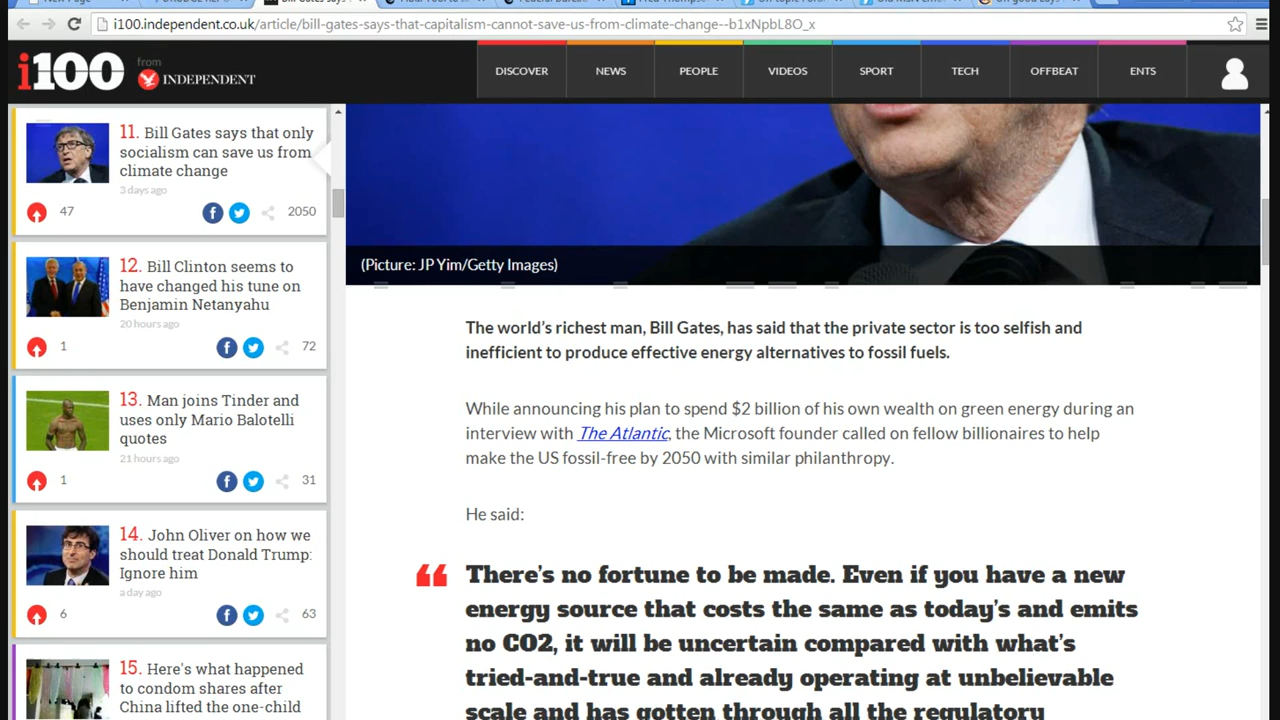 New Page
Bill Gates says
i100.independent.co.uk/article/bill-gates-says-that-capitalism-cannot-save-us-from-climate-change--b1xNpbL8O_x
i100
from
INDEPENDENT
DISCOVER
NEWS
PEOPLE
VIDEOS
SPORT
TECH
OFFBEAT
ENTS
11. Bill Gates says that only
socialism can save us from
climate change
3 days ago
47
2050
12. Bill Clinton seems to
have changed his tune on
Benjamin Netanyahu
20 hours ago
1
72
13. Man joins Tinder and
uses only Mario Balotelli
quotes
21 hours ago
1
31
14. John Oliver on how we
should treat Donald Trump:
Ignore him
a day ago
6
63
15. Here's what happened
to condom shares after
China lifted the one-child
(Picture: JP Yim/Getty Images)
The world's richest man, Bill Gates, has said that the private sector is too selfish and
inefficient to produce effective energy alternatives to fossil fuels.
While announcing his plan to spend $2 billion of his own wealth on green energy during an
interview with The Atlantic, the Microsoft founder called on fellow billionaires to help
make the US fossil-free by 2050 with similar philanthropy.
He said:
There's no fortune to be made. Even if you have a new
energy source that costs the same as today's and emits
no CO2, it will be uncertain compared with what's
tried-and-true and already operating at unbelievable
scale and has gotten through all the regulatory